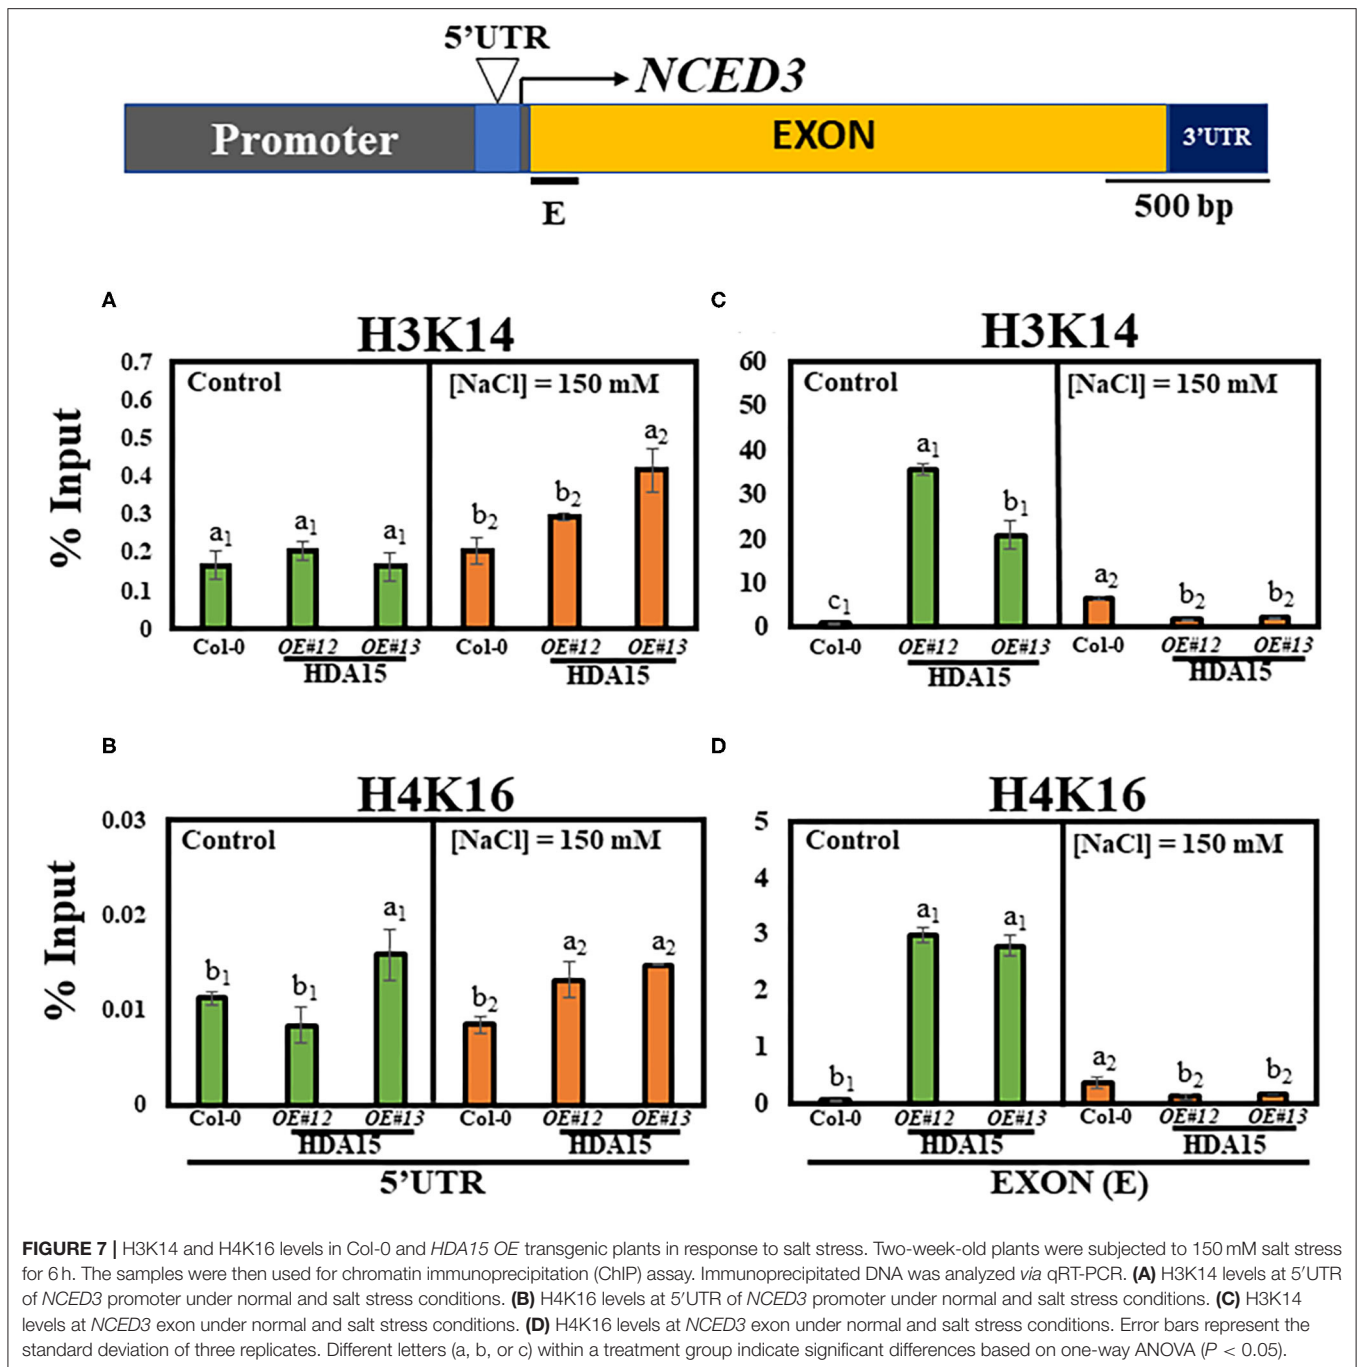 5'UTR
NCED3
Promoter
EXON
3'UTR
E
500 bp
A
H3K14
% Input
0.7
0.6
0.5
0.4
0.3
0.2
0.1
0
Control
[NaCl] = 150 mM
a1
a1
a1
b2
b2
a2
Col-0
OE#12
OE#13
Col-0
OE#12
OE#13
HDA15
HDA15
C
H3K14
60
50
40
30
20
10
0
Control
[NaCl] = 150 mM
c1
a1
b1
a2
b2
b2
Col-0
OE#12
OE#13
Col-0
OE#12
OE#13
HDA15
HDA15
B
H4K16
% Input
0.03
0.02
0.01
0
Control
[NaCl] = 150 mM
b1
b1
a1
b2
a2
a2
Col-0
OE#12
OE#13
Col-0
OE#12
OE#13
HDA15
HDA15
5'UTR
D
H4K16
5
4
3
2
1
0
Control
[NaCl] = 150 mM
b1
a1
a1
a2
b2
b2
Col-0
OE#12
OE#13
Col-0
OE#12
OE#13
HDA15
HDA15
EXON (E)
FIGURE 7 | H3K14 and H4K16 levels in Col-0 and HDA15 OE transgenic plants in response to salt stress. Two-week-old plants were subjected to 150 mM salt stress
for 6 h. The samples were then used for chromatin immunoprecipitation (ChIP) assay. Immunoprecipitated DNA was analyzed via qRT-PCR. (A) H3K14 levels at 5′UTR
of NCED3 promoter under normal and salt stress conditions. (B) H4K16 levels at 5′UTR of NCED3 promoter under normal and salt stress conditions. (C) H3K14
levels at NCED3 exon under normal and salt stress conditions. (D) H4K16 levels at NCED3 exon under normal and salt stress conditions. Error bars represent the
standard deviation of three replicates. Different letters (a, b, or c) within a treatment group indicate significant differences based on one-way ANOVA (P < 0.05).